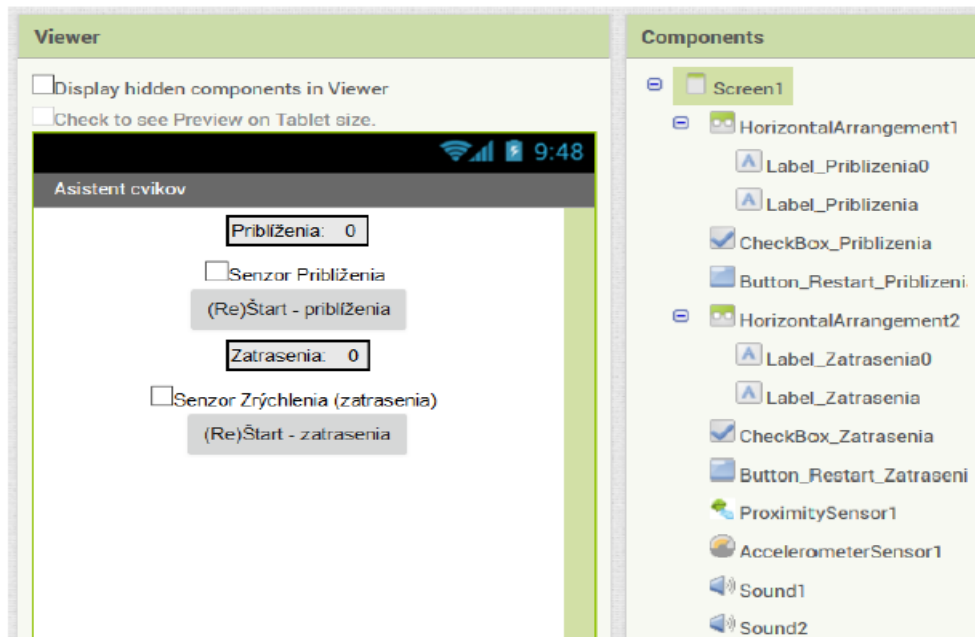 Viewer
Display hidden components in Viewer
Check to see Preview on Tablet size.
9:48
Asistent cvikov
Priblíženia: 0
Senzor Priblíženia
(Re)Štart - priblíženia
Zatrasenia: 0
Senzor Zrýchlenia (zatrasenia)
(Re)Štart - zatrasenia
Components
Screen1
HorizontalArrangement1
Label_Priblizenia0
Label_Priblizenia
CheckBox_Priblizenia
Button_Restart_Priblizeni
HorizontalArrangement2
Label_Zatrasenia0
Label_Zatrasenia
CheckBox_Zatrasenia
Button_Restart_Zatraseni
ProximitySensor1
AccelerometerSensor1
Sound1
Sound2